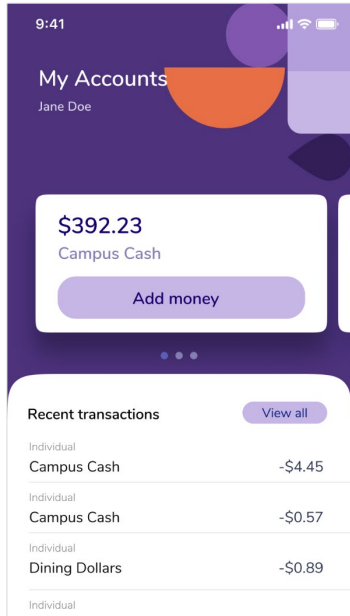 9:41
My Accounts
Jane Doe
$392.23
Campus Cash
Add money
Recent transactions View all
Individual
Campus Cash -$4.45
Individual
Campus Cash -$0.57
Individual
Dining Dollars -$0.89
Individual